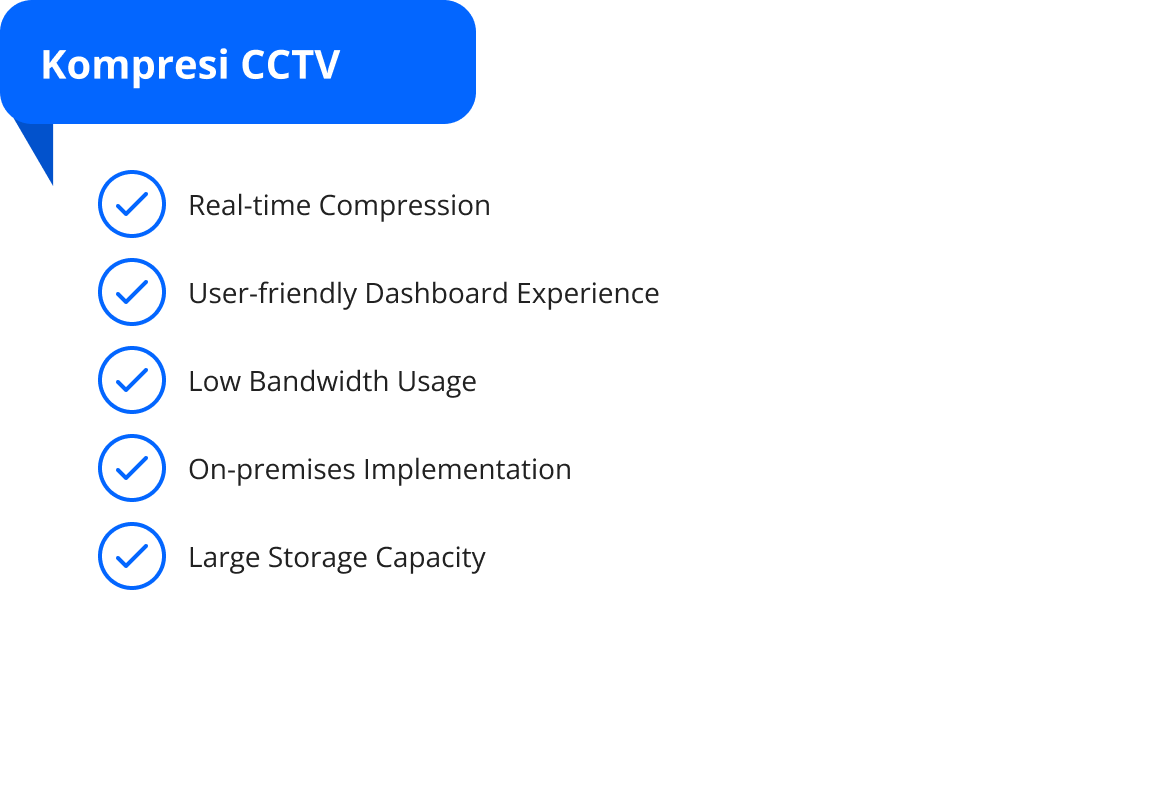 Kompresi CCTV
Real-time Compression
User-friendly Dashboard Experience
Low Bandwidth Usage
On-premises Implementation
Large Storage Capacity